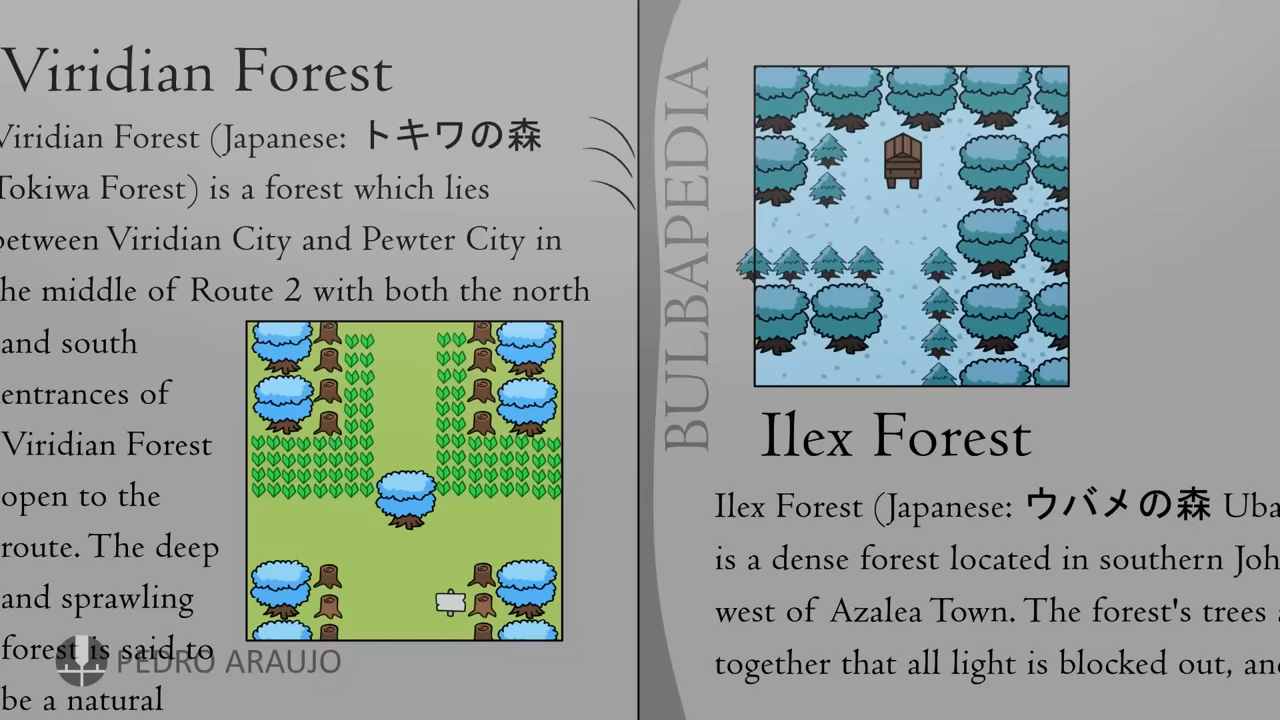 Viridian Forest
Viridian Forest (Japanese: トキワの森
Tokiwa Forest) is a forest which lies
between Viridian City and Pewter City in
the middle of Route 2 with both the north
and south
entrances of
Viridian Forest
open to the
route. The deep
and sprawling
forest is said to
be a natural
PEDRO ARAUJO
BULBAPEDIA
Ilex Forest
Ilex Forest (Japanese: ウバメの森 Uba
is a dense forest located in southern Joh
west of Azalea Town. The forest's trees a
together that all light is blocked out, and